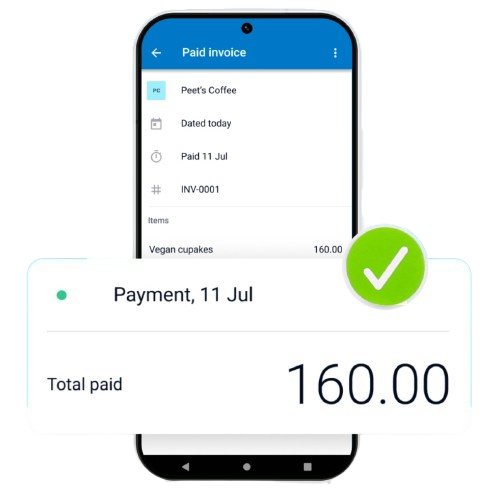 Paid invoice
PC
Peet's Coffee
Dated today
Paid 11 Jul
# INV-0001
Items
Vegan cupakes 160.00
Payment, 11 Jul
Total paid 160.00